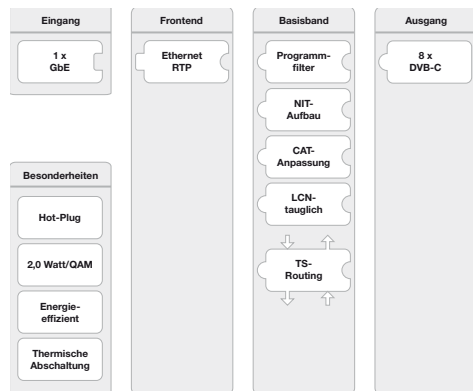 Eingang
1 x
GbE
Besonderheiten
Hot-Plug
2,0 Watt/QAM
Energie-
effizient
Thermische
Abschaltung
Frontend
Ethernet
RTP
Basisband
Programm-
filter
NIT-
Aufbau
CAT-
Anpassung
LCN-
tauglich
TS-
Routing
Ausgang
8 x
DVB-C